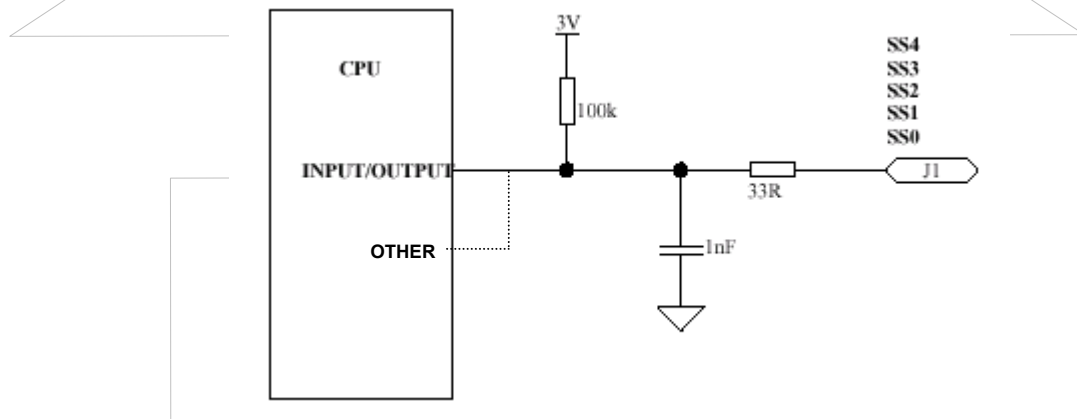 3V
SS4
CPU
SS3
SS2
100k
SS1
SS0
INPUT/OUTPUT
J1
33R
OTHER
1nF